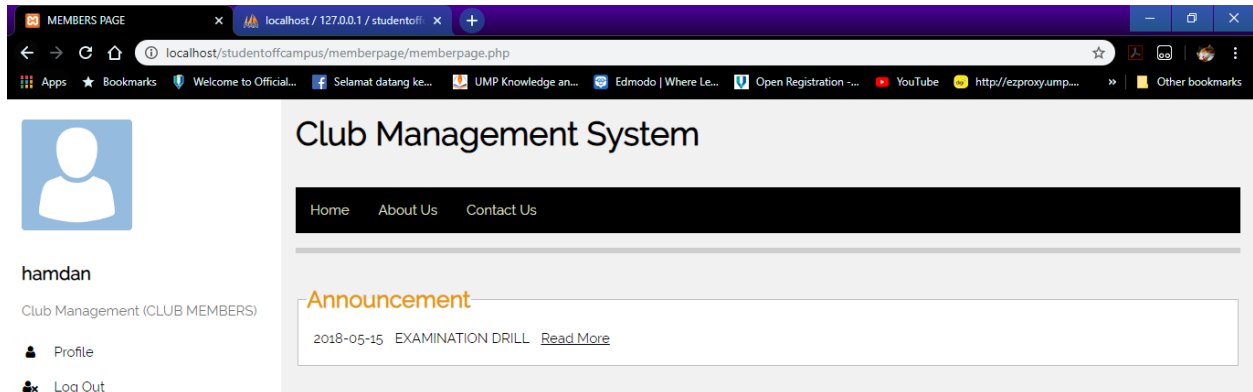 MEMBERS PAGE
localhost / 127.0.0.1 / studentoffc
localhost/studentoffcampus/memberpage/memberpage.php
Apps Bookmarks Welcome to Official... Selamat datang ke... UMP Knowledge an... Edmodo | Where Le... Open Registration -... YouTube http://ezproxy.ump.... » Other bookmarks
Club Management System
Home About Us Contact Us
hamdan
Club Management (CLUB MEMBERS)
Profile
Log Out
Announcement
2018-05-15 EXAMINATION DRILL Read More